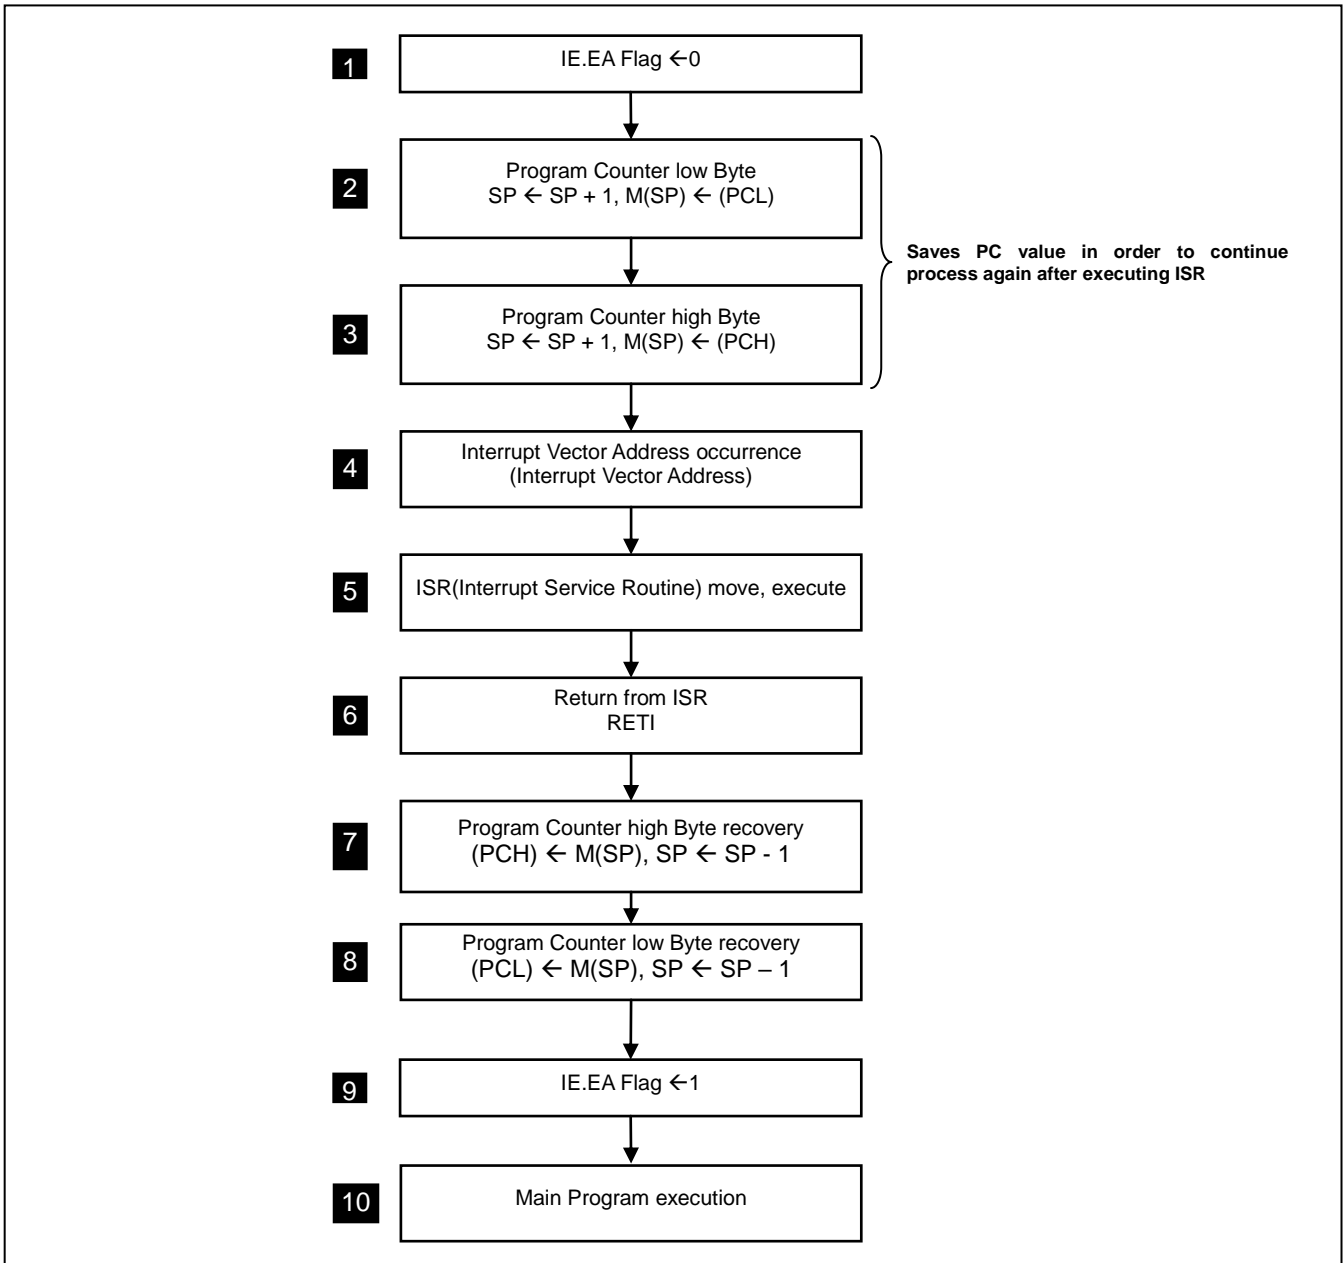 1
IE.EA Flag ←0
2
Program Counter low Byte
SP ← SP + 1, M(SP) ← (PCL)
Saves PC value in order to continue
process again after executing ISR
3
Program Counter high Byte
SP ← SP + 1, M(SP) ← (PCH)
4
Interrupt Vector Address occurrence
(Interrupt Vector Address)
5
ISR(Interrupt Service Routine) move, execute
6
Return from ISR
RETI
7
Program Counter high Byte recovery
(PCH) ← M(SP), SP ← SP - 1
8
Program Counter low Byte recovery
(PCL) ← M(SP), SP ← SP – 1
9
IE.EA Flag ←1
10
Main Program execution